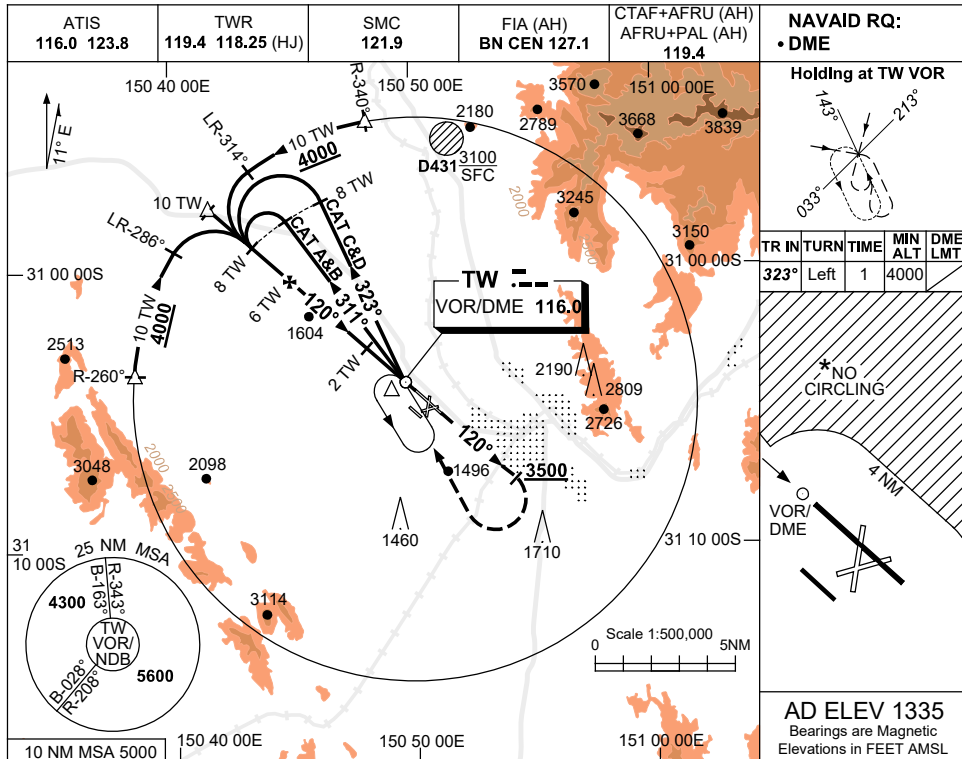 ATIS
116.0 123.8
TWR
119.4 118.25 (HJ)
SMC
121.9
FIA (AH)
BN CEN 127.1
CTAF+AFRU (AH)
AFRU+PAL (AH)
119.4
NAVAID RQ:
• DME
150 40 00E
150 50 00E
151 00 00E
11° E
R-340°
10 TW
4000
LR-314°
10 TW
LR-286°
8 TW
8 TW
CAT A&B
CAT C&D
311°
323°
6 TW
120°
2 TW
10 TW
4000
R-260°
1604
2180
D431 3100
SFC
3570
2789
3668
3839
3245
3150
2000
31 00 00S
31 00 00S
TW
VOR/DME 116.0
2513
3048
2098
2000
3114
2190
2809
2726
120°
3500
1496
1460
1710
31
10 00S
31 10 00S
25 NM MSA
4300
R-343°
B-163°
TW
VOR/
NDB
B-028°
R-208°
5600
Scale 1:500,000
0
5NM
10 NM MSA 5000
150 40 00E
150 50 00E
151 00 00E
Holding at TW VOR
143°
213°
033°
TR IN TURN TIME MIN ALT DME LMT
323° Left 1 4000
*NO
CIRCLING
4 NM
VOR/
DME
AD ELEV 1335
Bearings are Magnetic
Elevations in FEET AMSL